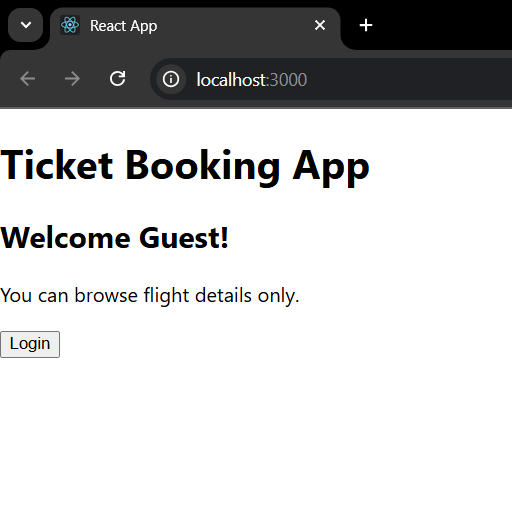 React App
localhost:3000
Ticket Booking App
Welcome Guest!
You can browse flight details only.
Login